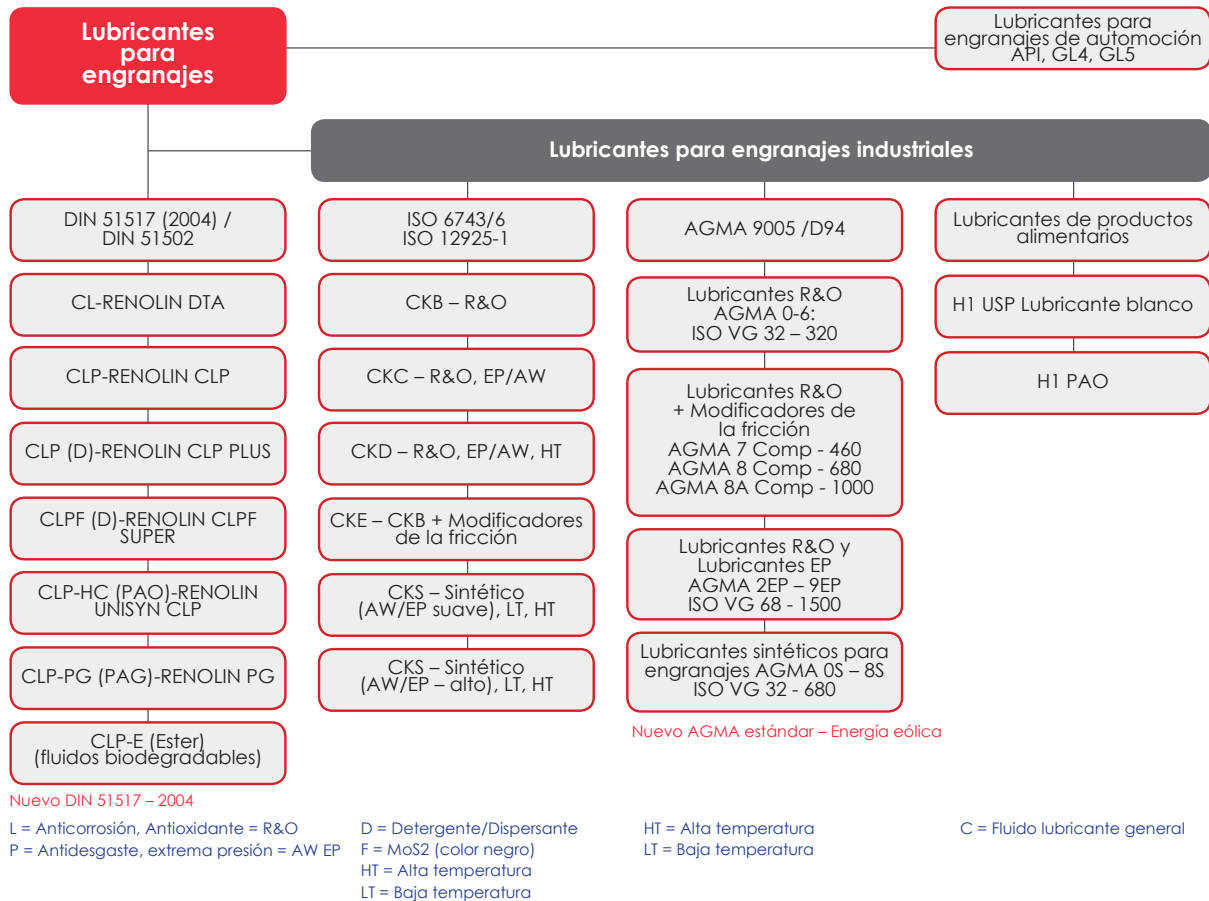 Lubricantes
para
engranajes
Lubricantes para
engranajes de automoción
API, GL4, GL5
Lubricantes para engranajes industriales
DIN 51517 (2004) /
DIN 51502
CL-RENOLIN DTA
CLP-RENOLIN CLP
CLP (D)-RENOLIN CLP PLUS
CLPF (D)-RENOLIN CLPF
SUPER
CLP-HC (PAO)-RENOLIN
UNISYN CLP
CLP-PG (PAG)-RENOLIN PG
CLP-E (Ester)
(fluidos biodegradables)
Nuevo DIN 51517 – 2004
ISO 6743/6
ISO 12925-1
CKB – R&O
CKC – R&O, EP/AW
CKD – R&O, EP/AW, HT
CKE – CKB + Modificadores
de la fricción
CKS – Sintético
(AW/EP suave), LT, HT
CKS – Sintético
(AW/EP – alto), LT, HT
AGMA 9005 /D94
Lubricantes R&O
AGMA 0-6:
ISO VG 32 – 320
Lubricantes R&O
+ Modificadores de
la fricción
AGMA 7 Comp - 460
AGMA 8 Comp - 680
AGMA 8A Comp - 1000
Lubricantes R&O y
Lubricantes EP
AGMA 2EP – 9EP
ISO VG 68 - 1500
Lubricantes sintéticos para
engranajes AGMA 0S – 8S
ISO VG 32 - 680
Nuevo AGMA estándar – Energía eólica
Lubricantes de productos
alimentarios
H1 USP Lubricante blanco
H1 PAO
L = Anticorrosión, Antioxidante = R&O
P = Antidesgaste, extrema presión = AW EP
D = Detergente/Dispersante
F = MoS2 (color negro)
HT = Alta temperatura
LT = Baja temperatura
HT = Alta temperatura
LT = Baja temperatura
C = Fluido lubricante general